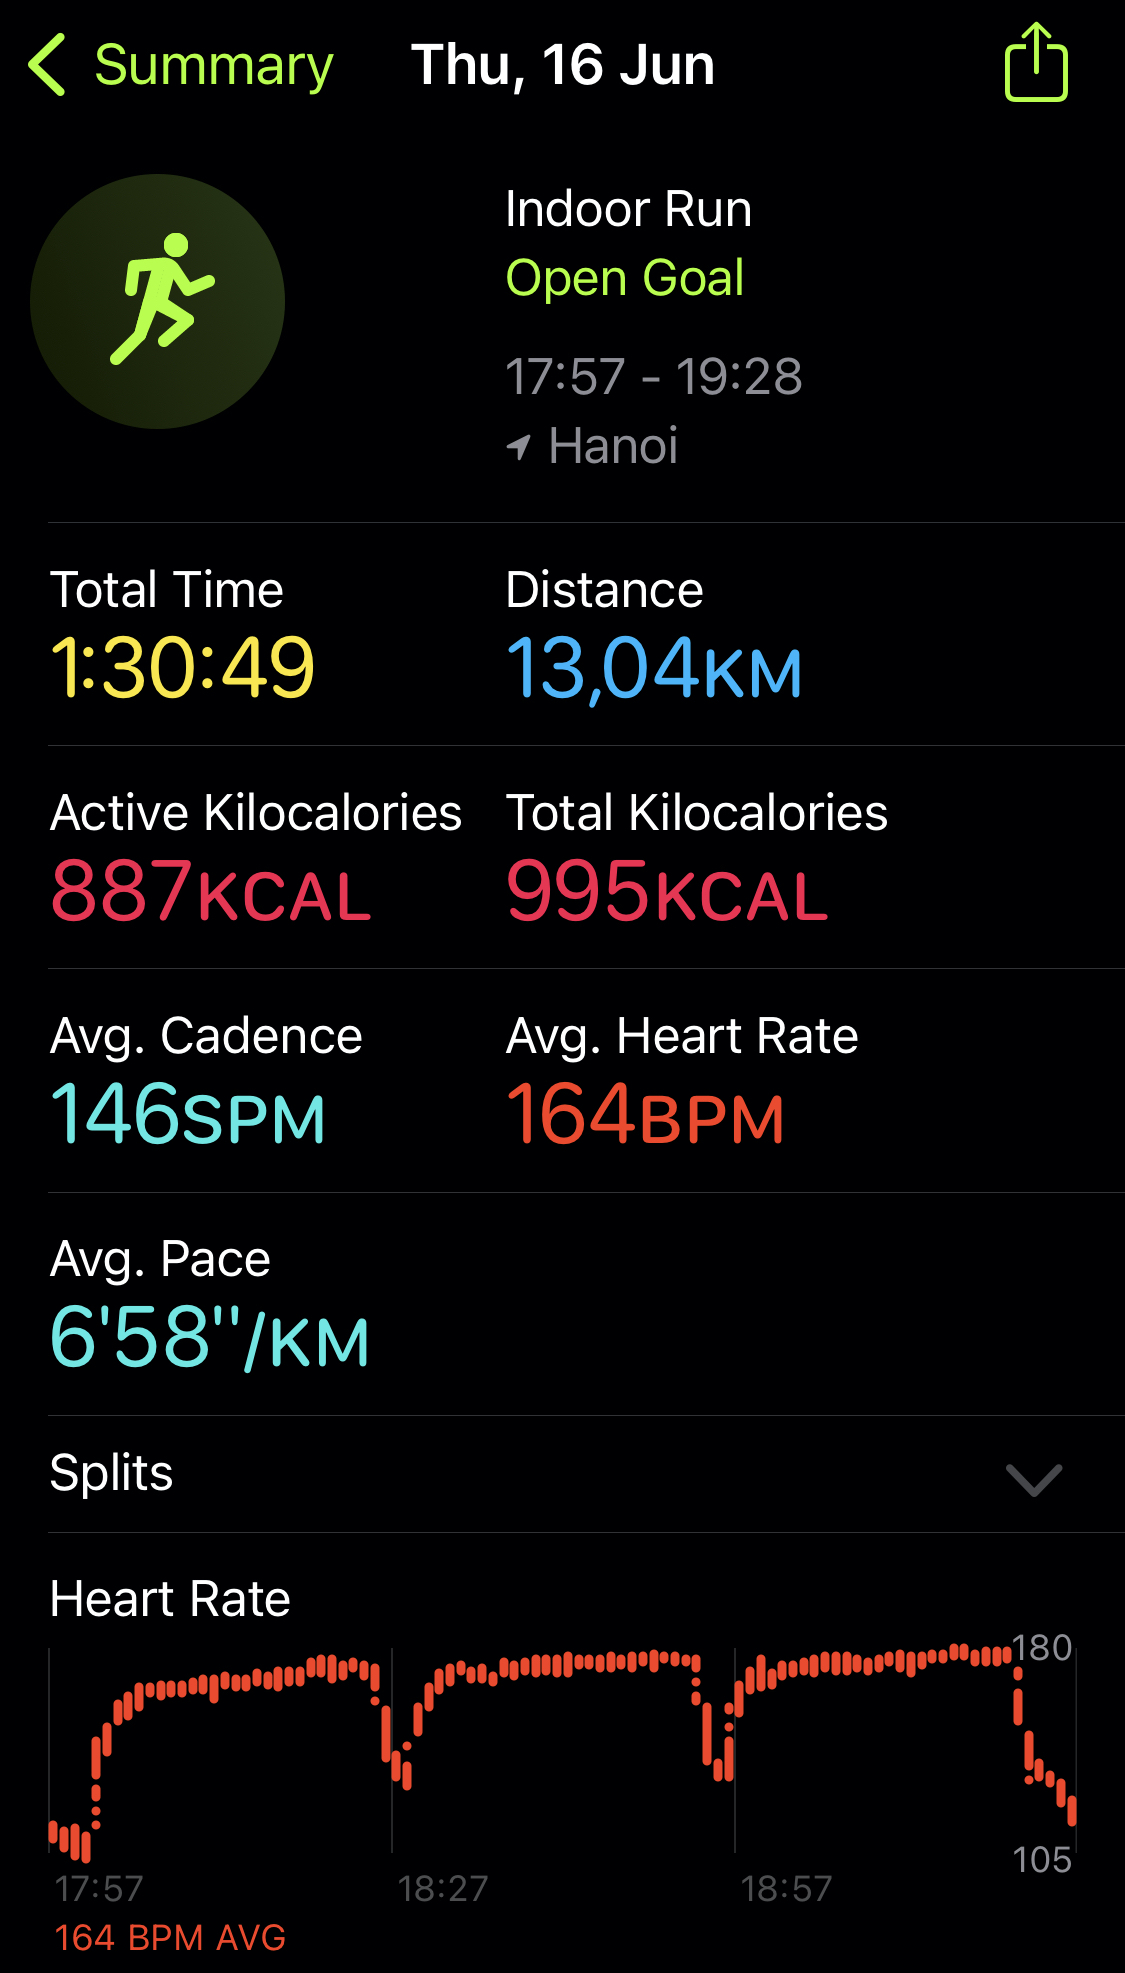 Summary
Thu, 16 Jun
Indoor Run
Open Goal
17:57 - 19:28
Hanoi
Total Time
Distance
1:30:49
13,04KM
Active Kilocalories
Total Kilocalories
887KCAL
995KCAL
Avg. Cadence
Avg. Heart Rate
146SPM
164BPM
Avg. Pace
6'58''/KM
Splits
Heart Rate
180
105
17:57
18:27
18:57
164 BPM AVG